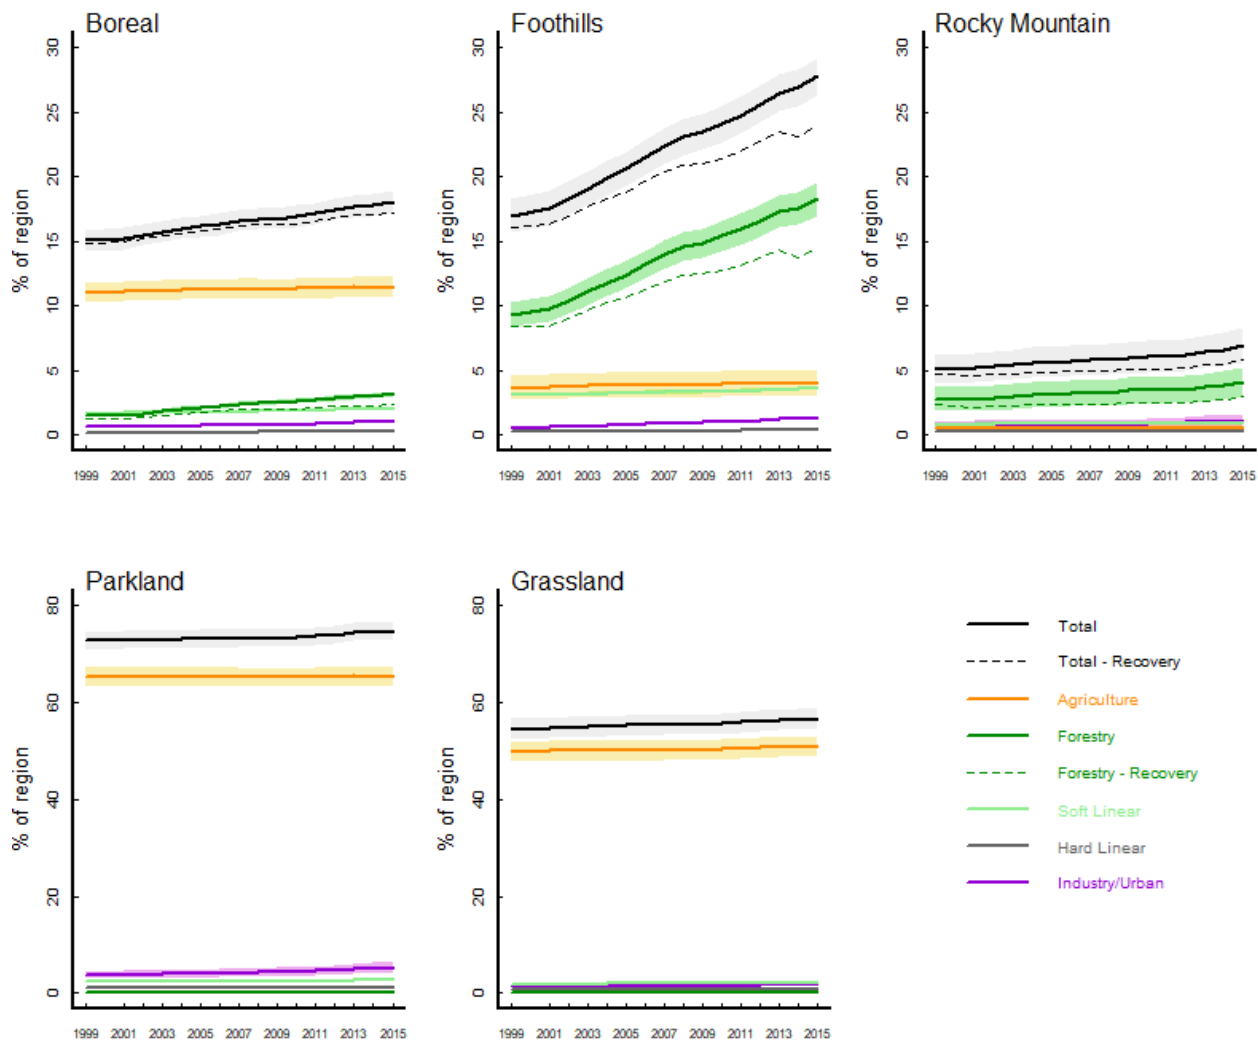 Boreal
Foothills
Rocky Mountain
30
25
20
15
10
5
0
% of region
1999 2001 2003 2005 2007 2009 2011 2013 2015
30
25
20
15
10
5
0
% of region
1999 2001 2003 2005 2007 2009 2011 2013 2015
30
25
20
15
10
5
0
% of region
1999 2001 2003 2005 2007 2009 2011 2013 2015
Parkland
Grassland
80
60
40
20
0
% of region
1999 2001 2003 2005 2007 2009 2011 2013 2015
80
60
40
20
0
% of region
1999 2001 2003 2005 2007 2009 2011 2013 2015
Total
Total - Recovery
Agriculture
Forestry
Forestry - Recovery
Soft Linear
Hard Linear
Industry/Urban